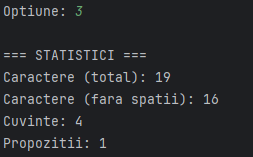 Optiune: 3
=== STATISTICI ===
Caractere (total): 19
Caractere (fara spatii): 16
Cuvinte: 4
Propozitii: 1